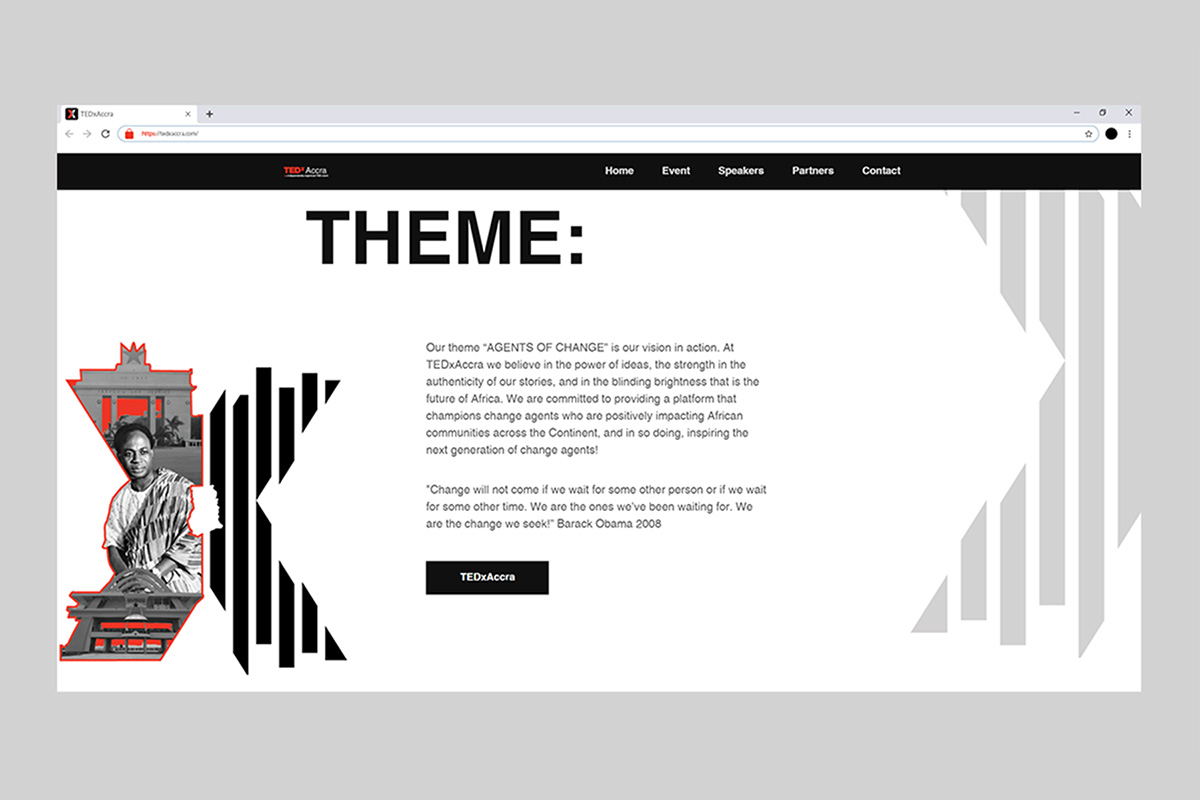 TEDxAccra
https://tedxaccra.com/
TEDx Accra
Home Event Speakers Partners Contact
THEME:
Our theme “AGENTS OF CHANGE” is our vision in action. At
TEDxAccra we believe in the power of ideas, the strength in the
authenticity of our stories, and in the blinding brightness that is the
future of Africa. We are committed to providing a platform that
champions change agents who are positively impacting African
communities across the Continent, and in so doing, inspiring the
next generation of change agents!
"Change will not come if we wait for some other person or if we wait
for some other time. We are the ones we've been waiting for. We
are the change we seek!” Barack Obama 2008
TEDxAccra